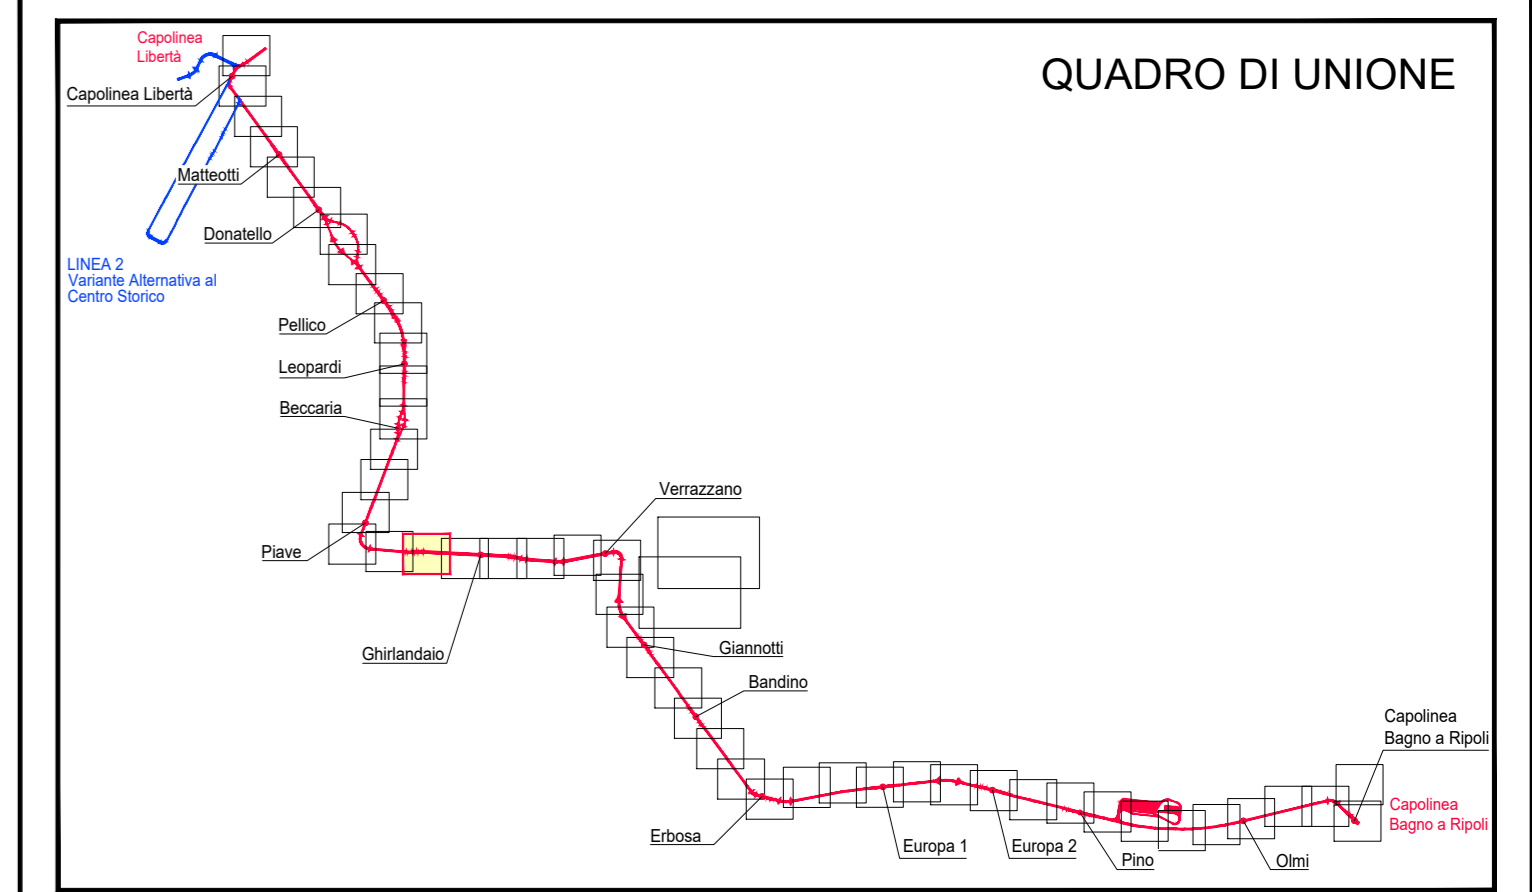 QUADRO DI UNIONE
Capolinea
Libertà
Capolinea Libertà
Matteotti
Donatello
LINEA 2
Variante Alternativa al
Centro Storico
Pellico
Leopardi
Beccaria
Piave
Verrazzano
Ghirlandaio
Giannotti
Bandino
Capolinea
Bagno a Ripoli
Capolinea
Bagno a Ripoli
Erbosa
Europa 1
Europa 2
Pino
Olmi